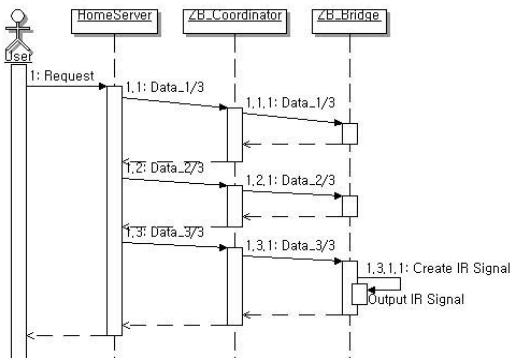 HomeServer
ZB_Coordinator
ZB_Bridge
User
1: Request
1.1: Data_1/3
1.1.1: Data_1/3
1.2: Data_2/3
1.2.1: Data_2/3
1.3: Data_3/3
1.3.1: Data_3/3
1.3.1.1: Create IR Signal
Output IR Signal